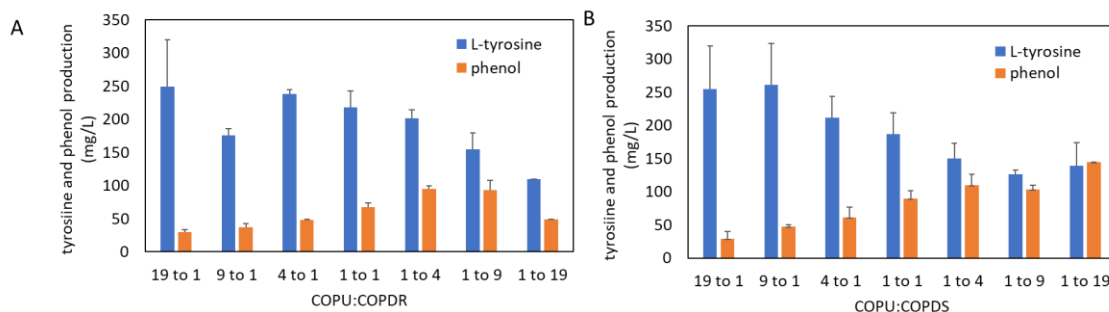 A
tyrosiine and phenol production
(mg/L)
350
300
250
200
150
100
50
0
L-tyrosine
phenol
19 to 1 9 to 1 4 to 1 1 to 1 1 to 4 1 to 9 1 to 19
COPU:COPDR
B
tyrosiine and phenol production
(mg/L)
350
300
250
200
150
100
50
0
L-tyrosine
phenol
19 to 1 9 to 1 4 to 1 1 to 1 1 to 4 1 to 9 1 to 19
COPU:COPDS